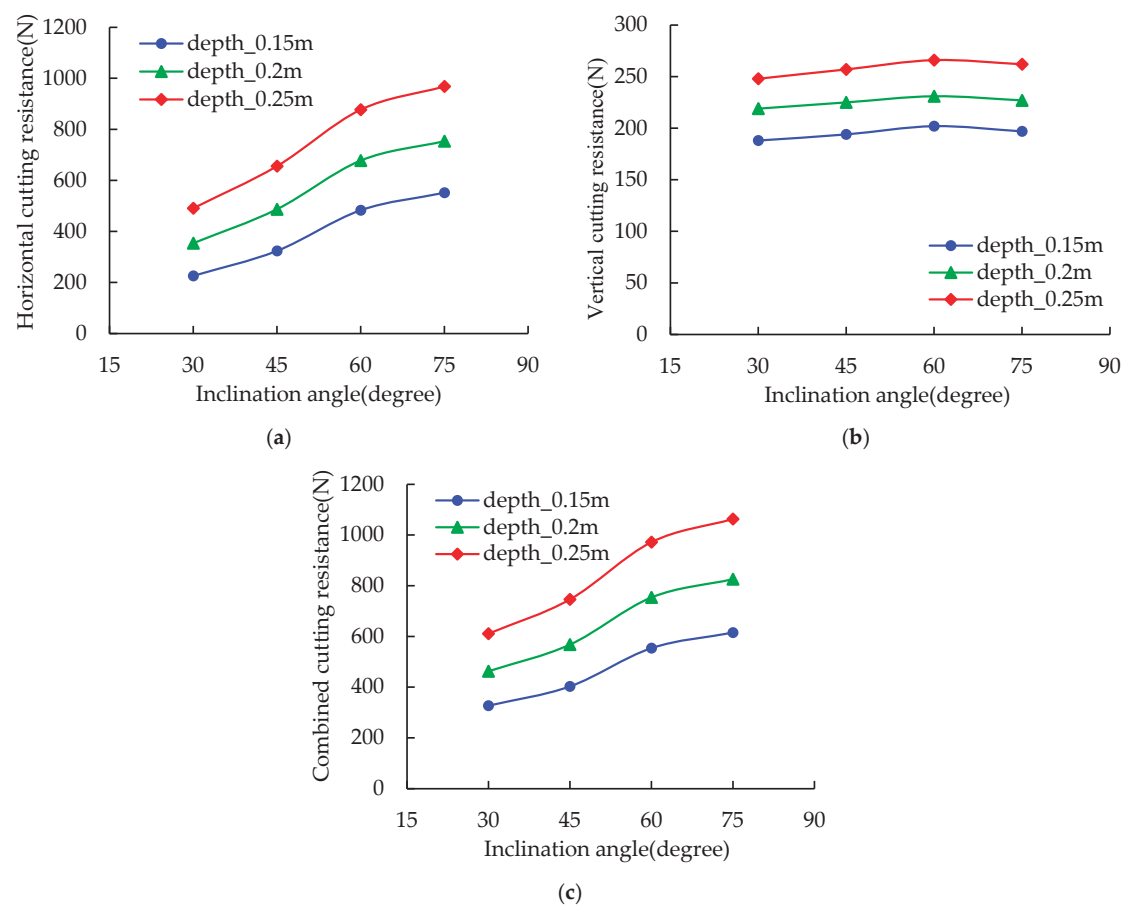 Horizontal cutting resistance(N)
1200
1000
800
600
400
200
0
depth_0.15m
depth_0.2m
depth_0.25m
15 30 45 60 75 90
Inclination angle(degree)
(a)
Vertical cutting resistance(N)
300
250
200
150
100
50
0
depth_0.15m
depth_0.2m
depth_0.25m
15 30 45 60 75 90
Inclination angle(degree)
(b)
Combined cutting resistance(N)
1200
1000
800
600
400
200
0
depth_0.15m
depth_0.2m
depth_0.25m
15 30 45 60 75 90
Inclination angle(degree)
(c)